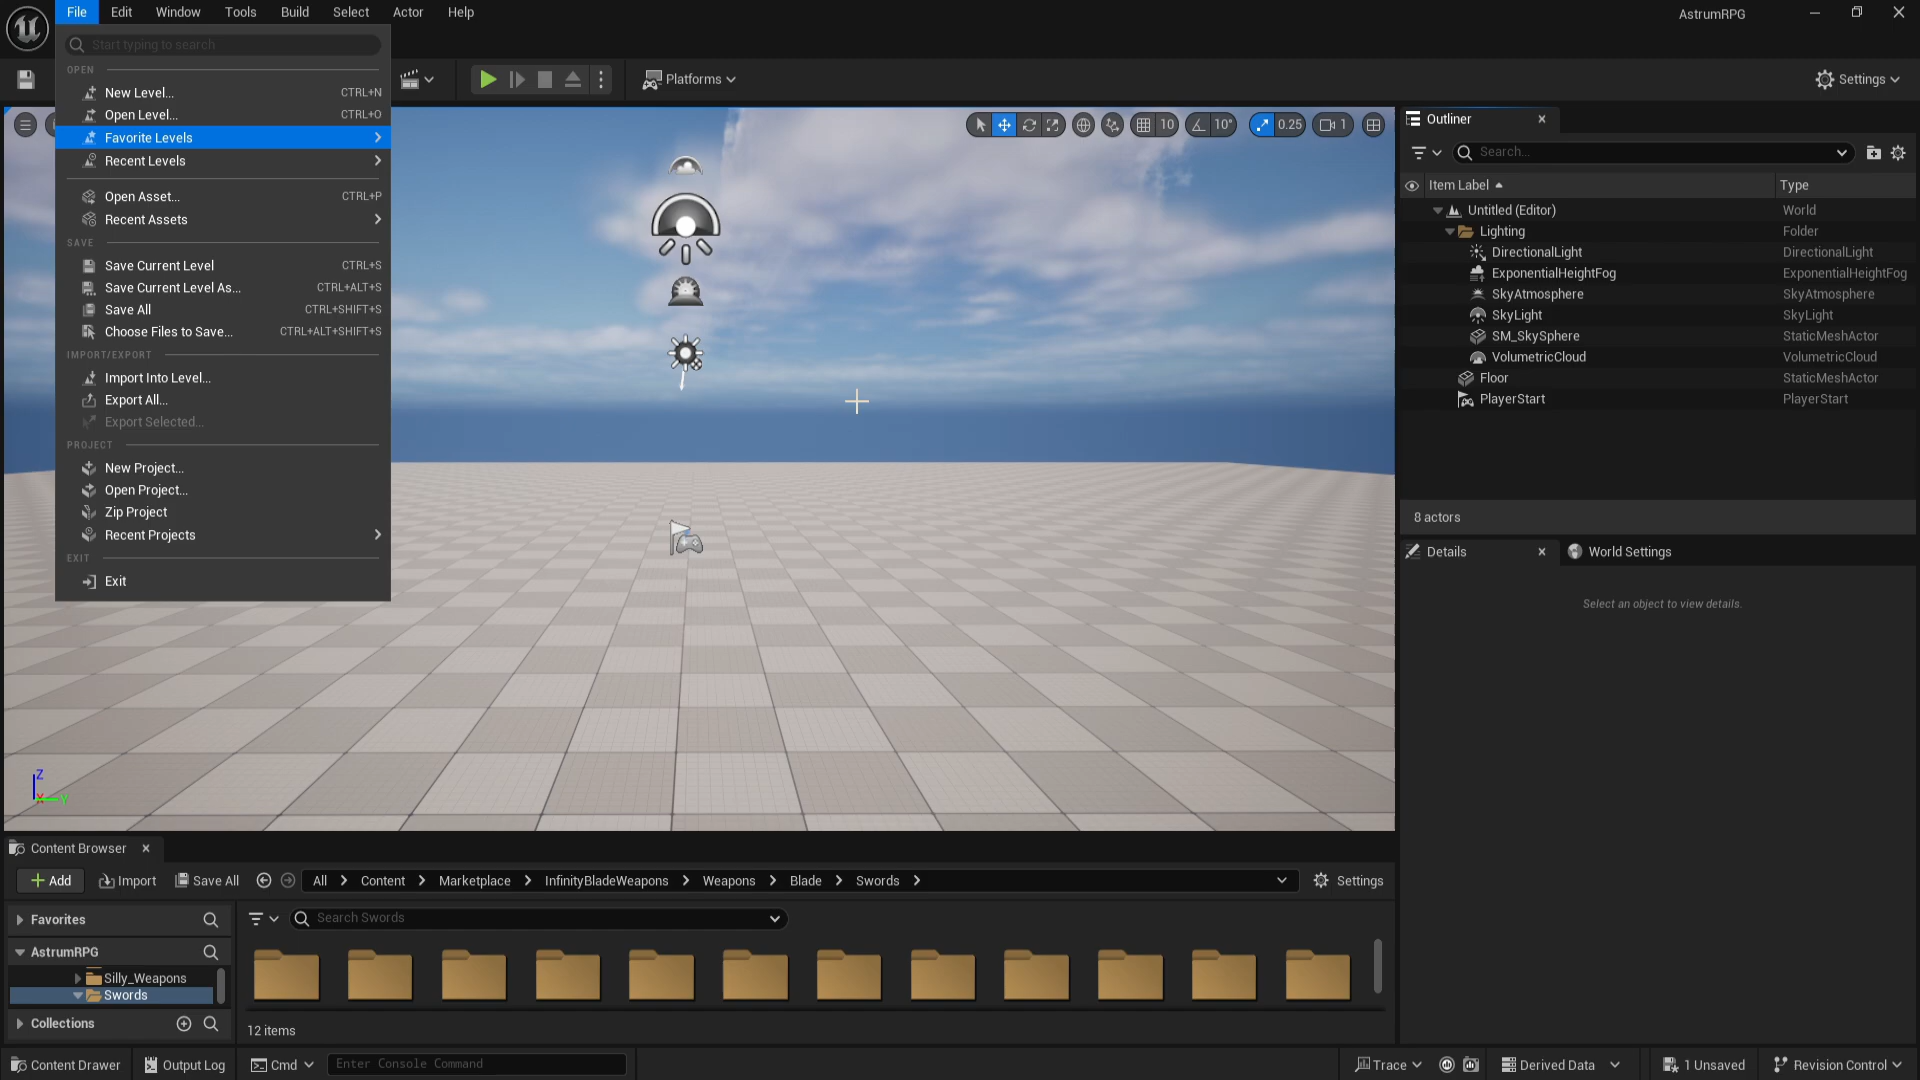 File Edit Window Tools Build Select Actor Help
AstrumRPG
Start typing to search
OPEN
New Level... CTRL+N
Open Level... CTRL+O
Favorite Levels
Recent Levels
Open Asset... CTRL+P
Recent Assets
SAVE
Save Current Level CTRL+S
Save Current Level As... CTRL+ALT+S
Save All CTRL+SHIFT+S
Choose Files to Save... CTRL+ALT+SHIFT+S
IMPORT/EXPORT
Import Into Level...
Export All...
Export Selected...
PROJECT
New Project...
Open Project...
Zip Project
Recent Projects
EXIT
Exit
Platforms
Settings
10 10° 0.25 1
Z
X Y
Outliner
Search...
Item Label Type
Untitled (Editor) World
Lighting Folder
DirectionalLight DirectionalLight
ExponentialHeightFog ExponentialHeightFog
SkyAtmosphere SkyAtmosphere
SkyLight SkyLight
SM_SkySphere StaticMeshActor
VolumetricCloud VolumetricCloud
Floor StaticMeshActor
PlayerStart PlayerStart
8 actors
Details World Settings
Select an object to view details.
Content Browser
Add Import Save All All Content Marketplace InfinityBladeWeapons Weapons Blade Swords Settings
Favorites
Search Swords
AstrumRPG
Silly_Weapons
Swords
Collections
12 items
Content Drawer Output Log Cmd Enter Console Command Trace Derived Data 1 Unsaved Revision Control